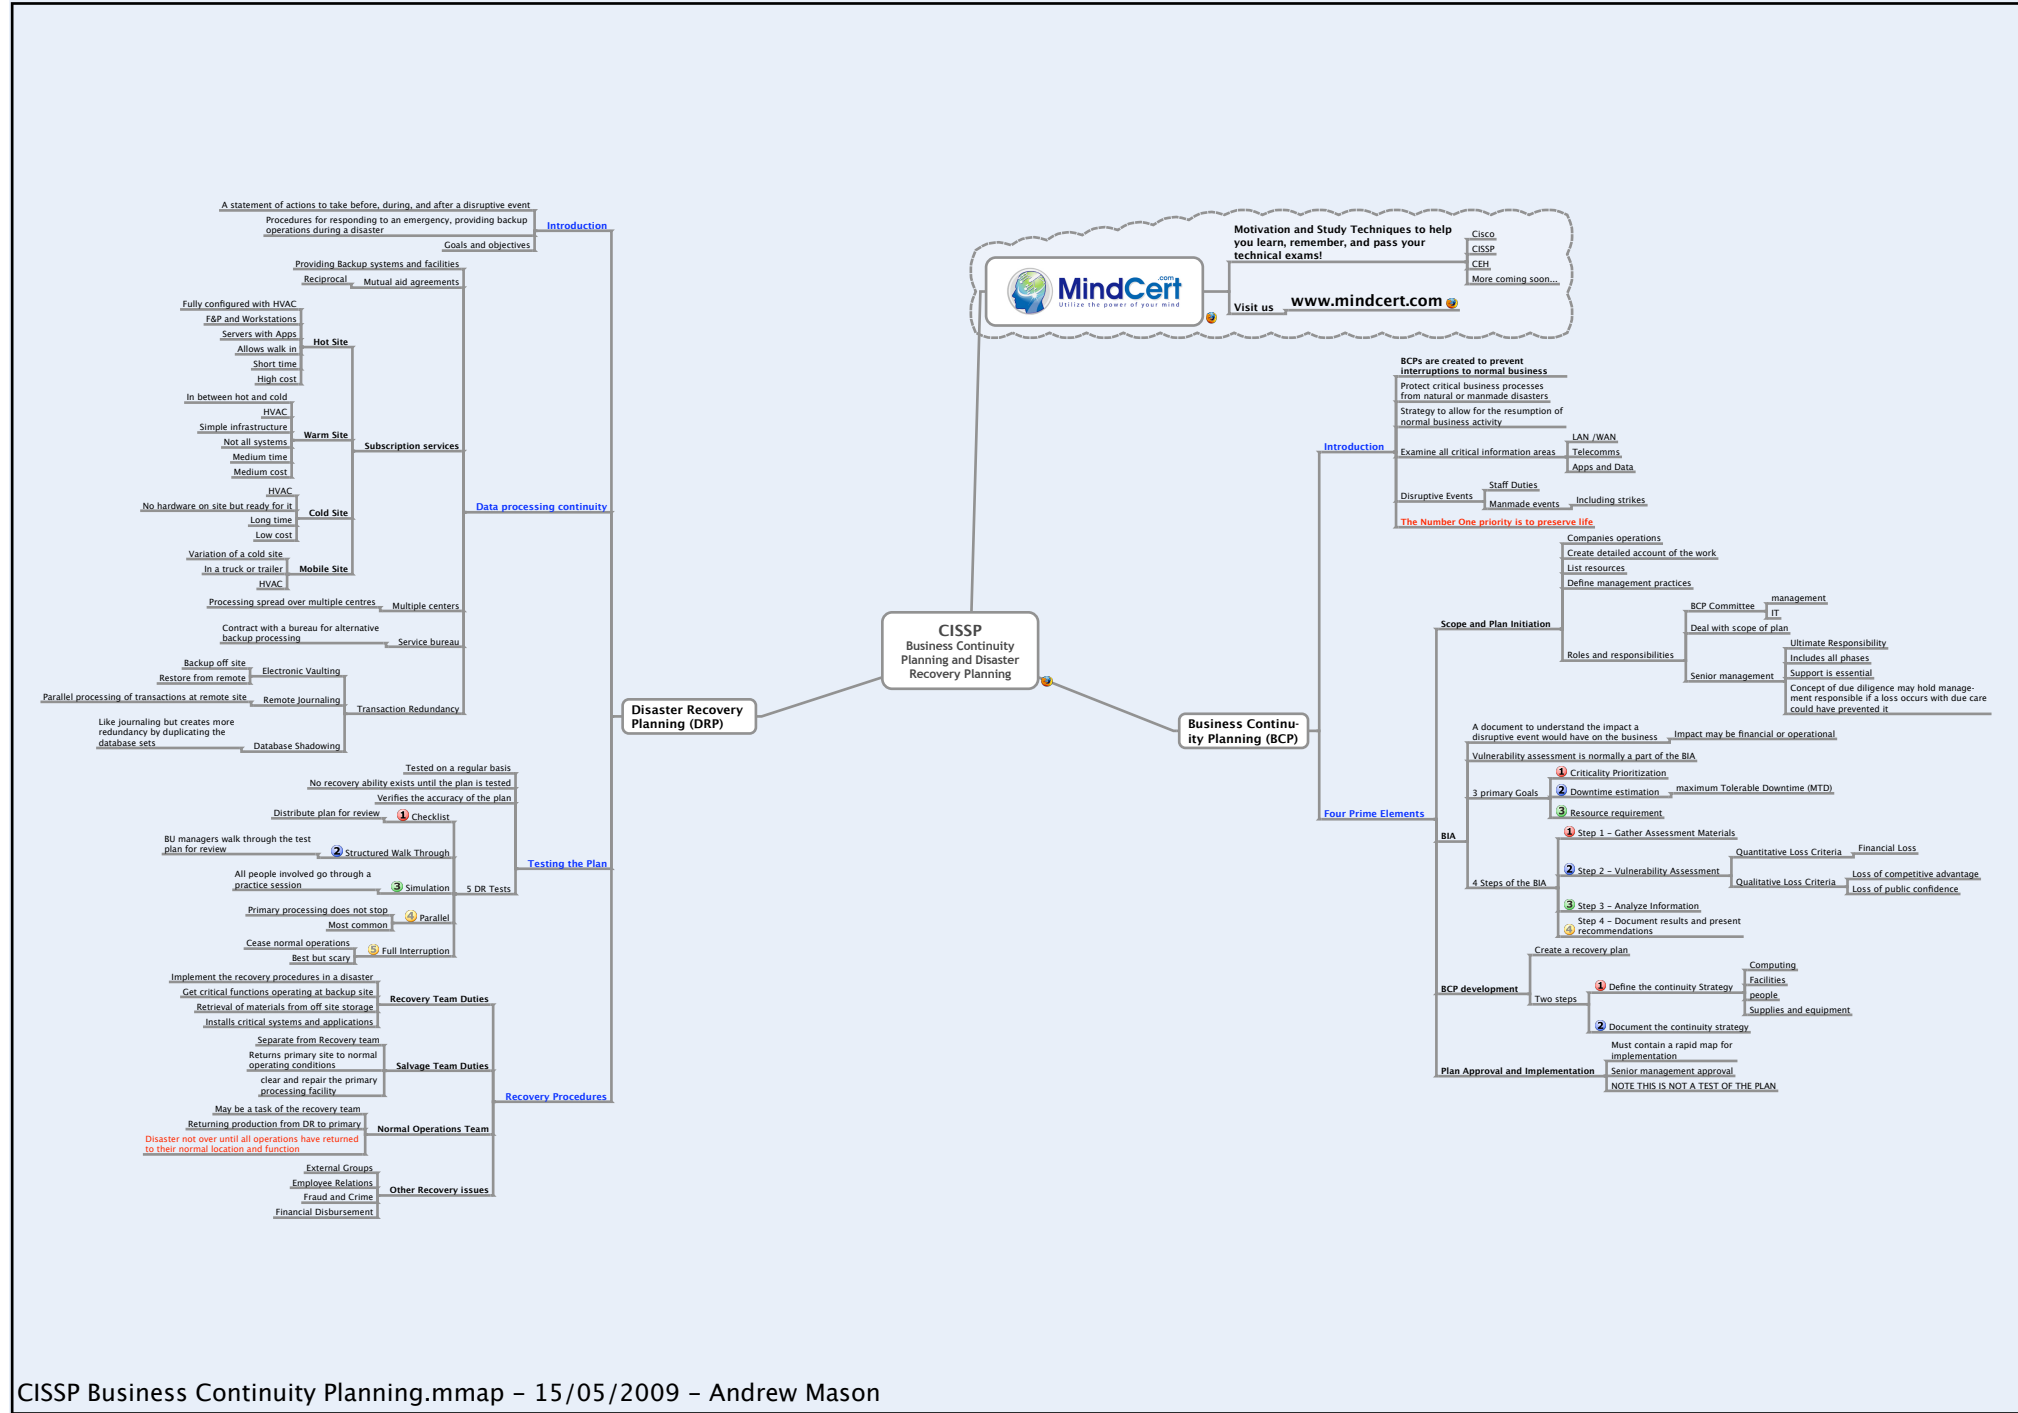 A statement of actions to take before, during, and after a disruptive event
Procedures for responding to an emergency, providing backup
operations during a disaster
Goals and objectives
Introduction
Providing Backup systems and facilities
Reciprocal
Mutual aid agreements
Fully configured with HVAC
F&P and Workstations
Servers with Apps
Allows walk in
Short time
High cost
Hot Site
In between hot and cold
HVAC
Simple infrastructure
Not all systems
Medium time
Medium cost
Warm Site
Subscription services
HVAC
No hardware on site but ready for it
Long time
Low cost
Cold Site
Variation of a cold site
In a truck or trailer
HVAC
Mobile Site
Data processing continuity
Processing spread over multiple centres
Multiple centers
Contract with a bureau for alternative
backup processing
Service bureau
Backup off site
Restore from remote
Electronic Vaulting
Parallel processing of transactions at remote site
Remote Journaling
Transaction Redundancy
Like journaling but creates more
redundancy by duplicating the
database sets
Database Shadowing
Disaster Recovery
Planning (DRP)
Tested on a regular basis
No recovery ability exists until the plan is tested
Verifies the accuracy of the plan
Distribute plan for review
1 Checklist
BU managers walk through the test
plan for review
2 Structured Walk Through
All people involved go through a
practice session
3 Simulation
5 DR Tests
Primary processing does not stop
Most common
4 Parallel
Cease normal operations
Best but scary
5 Full Interruption
Testing the Plan
Implement the recovery procedures in a disaster
Get critical functions operating at backup site
Retrieval of materials from off site storage
Installs critical systems and applications
Recovery Team Duties
Separate from Recovery team
Returns primary site to normal
operating conditions
clear and repair the primary
processing facility
Salvage Team Duties
Recovery Procedures
May be a task of the recovery team
Returning production from DR to primary
Disaster not over until all operations have returned
to their normal location and function
Normal Operations Team
External Groups
Employee Relations
Fraud and Crime
Financial Disbursement
Other Recovery issues
CISSP
Business Continuity
Planning and Disaster
Recovery Planning
MindCert
.com
Utilize the power of your mind
Motivation and Study Techniques to help
you learn, remember, and pass your
technical exams!
Cisco
CISSP
CEH
More coming soon...
Visit us
www.mindcert.com
Business Continu-
ity Planning (BCP)
Introduction
BCPs are created to prevent
interruptions to normal business
Protect critical business processes
from natural or manmade disasters
Strategy to allow for the resumption of
normal business activity
Examine all critical information areas
LAN /WAN
Telecomms
Apps and Data
Disruptive Events
Staff Duties
Manmade events
Including strikes
The Number One priority is to preserve life
Four Prime Elements
Scope and Plan Initiation
Companies operations
Create detailed account of the work
List resources
Define management practices
Roles and responsibilities
BCP Committee
management
IT
Deal with scope of plan
Senior management
Ultimate Responsibility
Includes all phases
Support is essential
Concept of due diligence may hold manage-
ment responsible if a loss occurs with due care
could have prevented it
BIA
A document to understand the impact a
disruptive event would have on the business
Impact may be financial or operational
Vulnerability assessment is normally a part of the BIA
3 primary Goals
1 Criticality Prioritization
2 Downtime estimation
maximum Tolerable Downtime (MTD)
3 Resource requirement
4 Steps of the BIA
1 Step 1 - Gather Assessment Materials
2 Step 2 - Vulnerability Assessment
Quantitative Loss Criteria
Financial Loss
Qualitative Loss Criteria
Loss of competitive advantage
Loss of public confidence
3 Step 3 - Analyze Information
4 Step 4 - Document results and present
recommendations
BCP development
Create a recovery plan
Two steps
1 Define the continuity Strategy
Computing
Facilities
people
Supplies and equipment
2 Document the continuity strategy
Plan Approval and Implementation
Must contain a rapid map for
implementation
Senior management approval
NOTE THIS IS NOT A TEST OF THE PLAN
CISSP Business Continuity Planning.mmap - 15/05/2009 - Andrew Mason